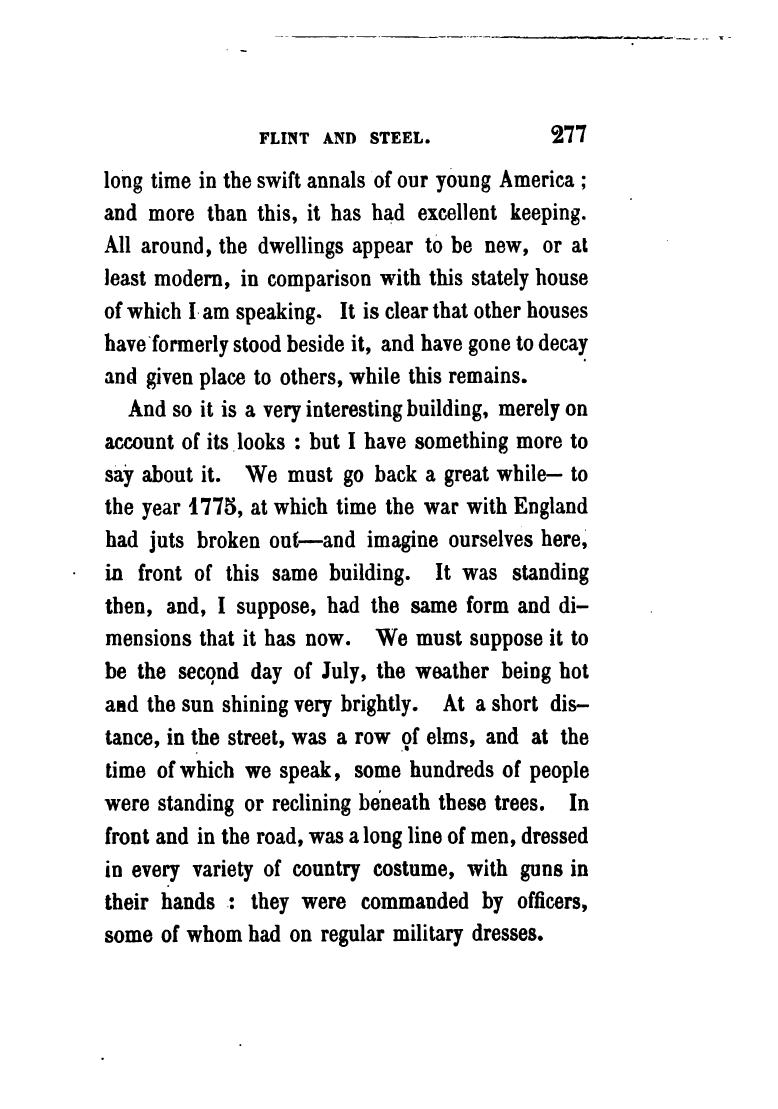 FLINT AND STEEL. 277
long time in the swift annals of our young America ;
and more than this, it has had excellent keeping.
All around, the dwellings appear to be new, or at
least modern, in comparison with this stately house
of which I am speaking. It is clear that other houses
have formerly stood beside it, and have gone to decay
and given place to others, while this remains.
And so it is a very interesting building, merely on
account of its looks : but I have something more to
say about it. We must go back a great while— to
the year 1775, at which time the war with England
had juts broken out—and imagine ourselves here,
in front of this same building. It was standing
then, and, I suppose, had the same form and di-
mensions that it has now. We must suppose it to
be the second day of July, the weather being hot
and the sun shining very brightly. At a short dis-
tance, in the street, was a row of elms, and at the
time of which we speak, some hundreds of people
were standing or reclining beneath these trees. In
front and in the road, was a long line of men, dressed
in every variety of country costume, with guns in
their hands : they were commanded by officers,
some of whom had on regular military dresses.